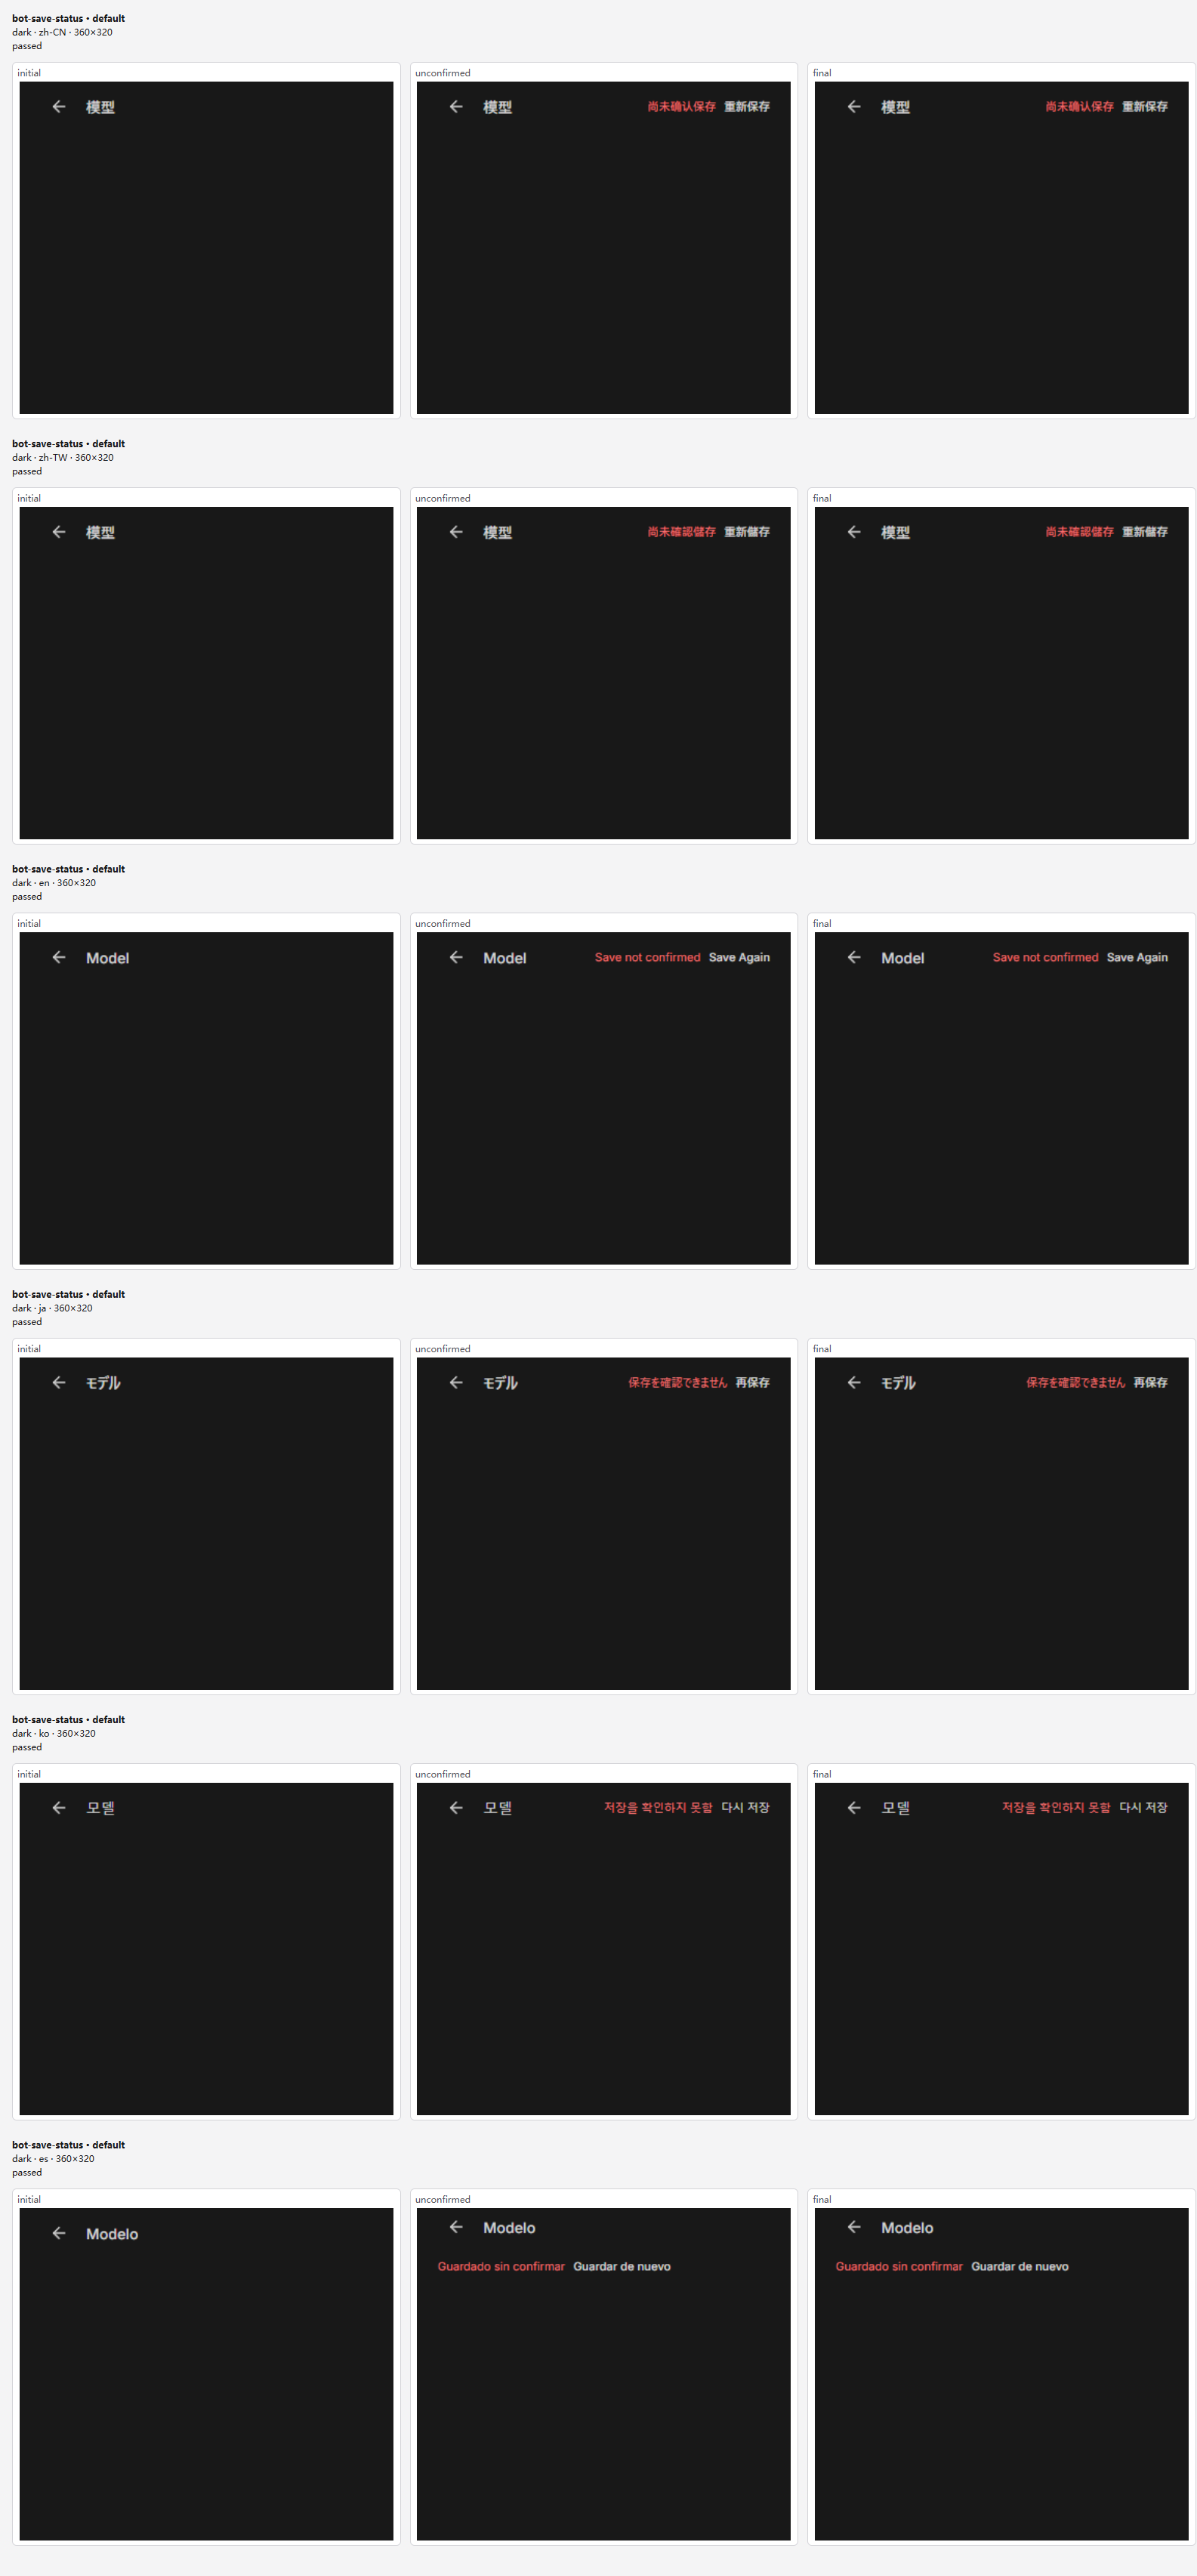 bot-save-status • default
dark · zh-CN · 360×320
passed
initial
unconfirmed
final
模型
模型
尚未确认保存 重新保存
模型
尚未确认保存 重新保存
bot-save-status • default
dark · zh-TW · 360×320
passed
initial
unconfirmed
final
模型
模型
尚未確認儲存 重新儲存
模型
尚未確認儲存 重新儲存
bot-save-status • default
dark · en · 360×320
passed
initial
unconfirmed
final
Model
Model
Save not confirmed Save Again
Model
Save not confirmed Save Again
bot-save-status • default
dark · ja · 360×320
passed
initial
unconfirmed
final
モデル
モデル
保存を確認できません 再保存
モデル
保存を確認できません 再保存
bot-save-status • default
dark · ko · 360×320
passed
initial
unconfirmed
final
모델
모델
저장을 확인하지 못함 다시 저장
모델
저장을 확인하지 못함 다시 저장
bot-save-status • default
dark · es · 360×320
passed
initial
unconfirmed
final
Modelo
Modelo
Guardado sin confirmar Guardar de nuevo
Modelo
Guardado sin confirmar Guardar de nuevo